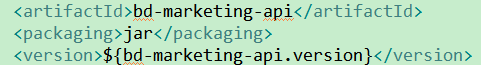 <artifactId>bd-marketing-api</artifactId>
<packaging>jar</packaging>
<version>${bd-marketing-api.version}</version>